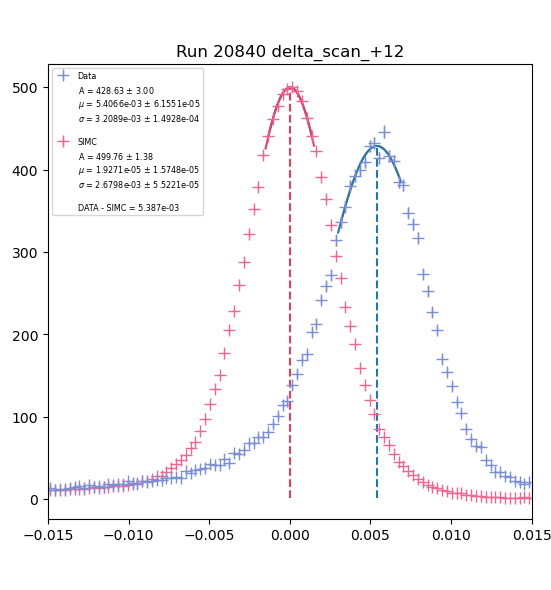 Run 20840 delta_scan_+12
Data
A = 428.63 ± 3.00
μ = 5.4066e-03 ± 6.1551e-05
σ = 3.2089e-03 ± 1.4928e-04
SIMC
A = 499.76 ± 1.38
μ = 1.9271e-05 ± 1.5748e-05
σ = 2.6798e-03 ± 5.5221e-05
DATA - SIMC = 5.387e-03
500
400
300
200
100
0
−0.015 −0.010 −0.005 0.000 0.005 0.010 0.015